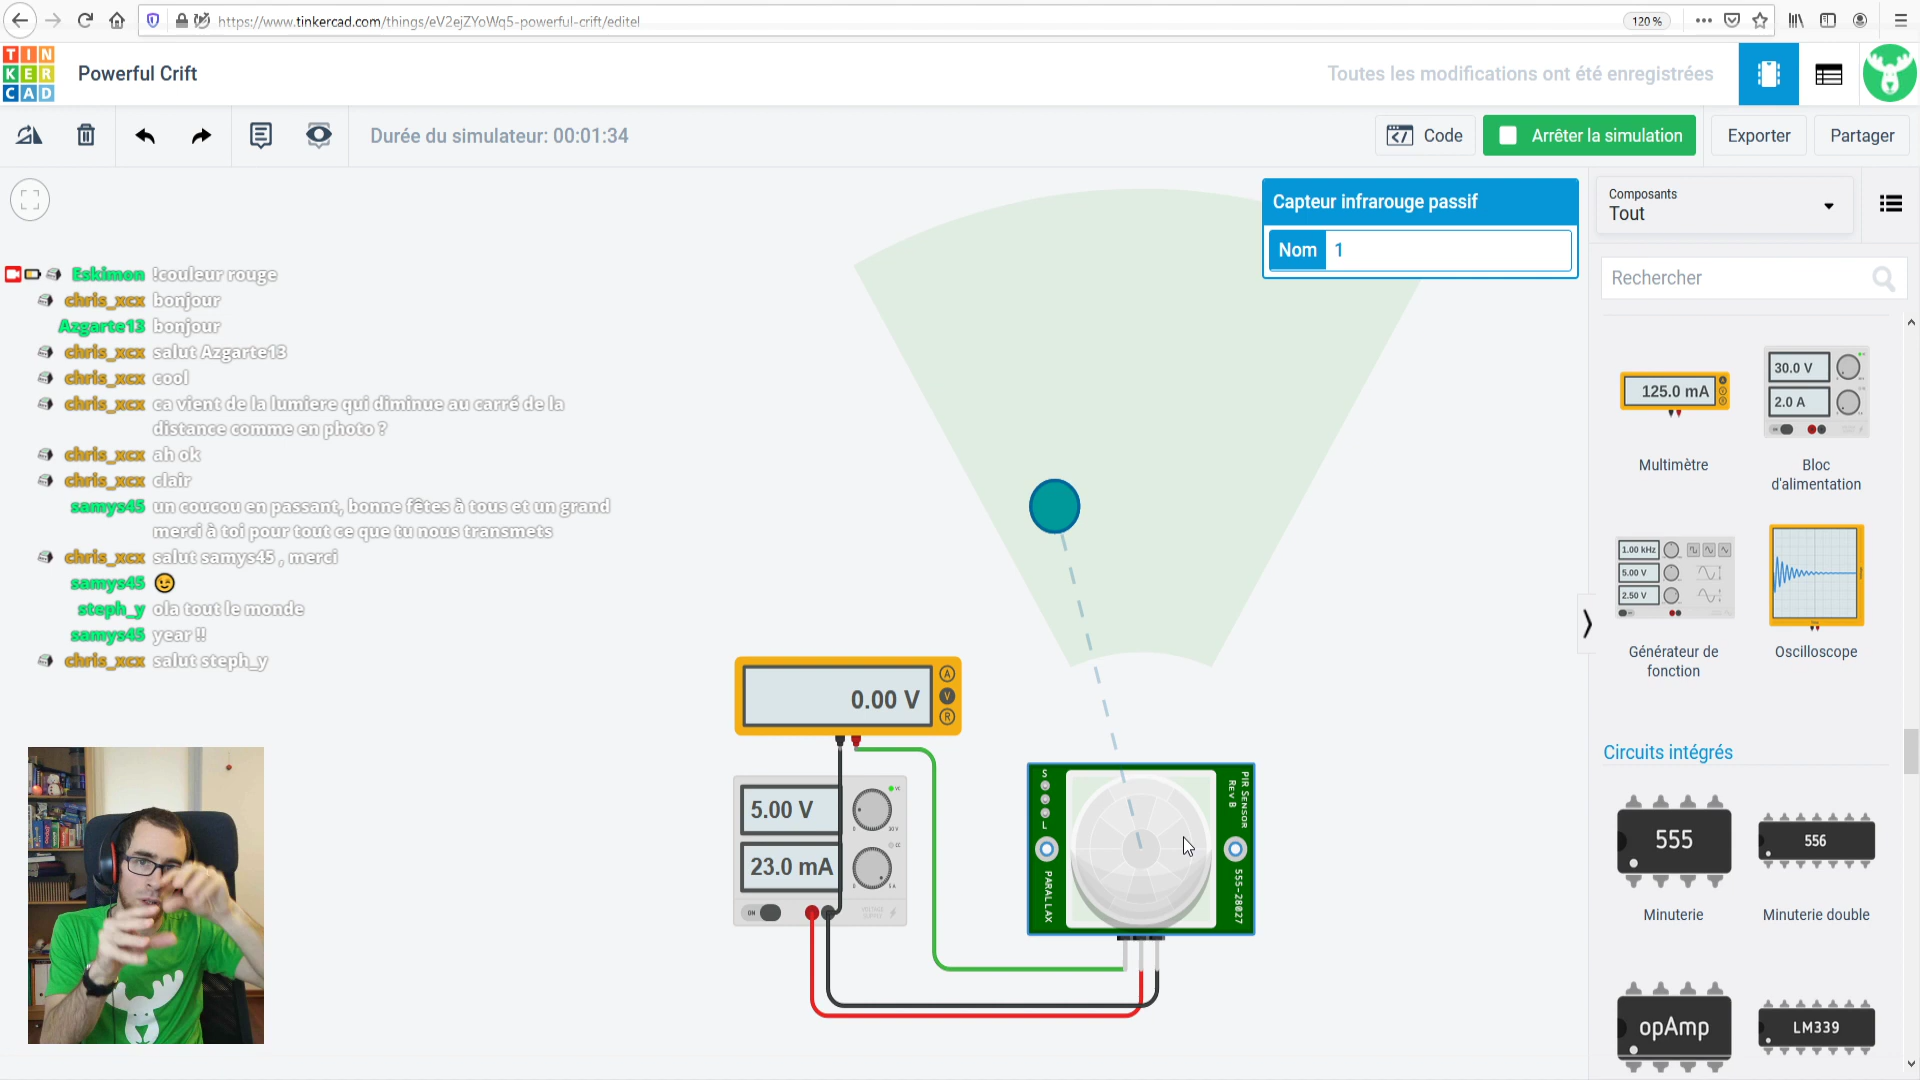 https://www.tinkercad.com/things/eV2ejZYoWq5-powerful-crift/editel
120 %
TIN
KER
CAD
Powerful Crift
Toutes les modifications ont été enregistrées
Durée du simulateur: 00:01:34
Code
Arrêter la simulation
Exporter
Partager
Capteur infrarouge passif
Nom 1
Composants
Tout
Rechercher
Eskimon !couleur rouge
chris_xcx bonjour
Azgarte13 bonjour
chris_xcx salut Azgarte13
chris_xcx cool
chris_xcx ca vient de la lumiere qui diminue au carré de la
distance comme en photo ?
chris_xcx ah ok
chris_xcx clair
samys45 un coucou en passant, bonne fêtes à tous et un grand
merci à toi pour tout ce que tu nous transmets
chris_xcx salut samys45 , merci
samys45
steph_y ola tout le monde
samys45 year !!
chris_xcx salut steph_y
0.00 V
A
V
R
5.00 V
23.0 mA
ON
VOLTAGE
SUPPLY
S
L
PIR SENSOR
REV B
PARALLAX
555-28027
125.0 mA
Multimètre
30.0 V
2.0 A
Bloc
d'alimentation
1.00 kHz
5.00 V
2.50 V
Générateur de
fonction
Oscilloscope
Circuits intégrés
555
Minuterie
556
Minuterie double
opAmp
LM339